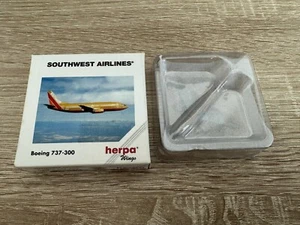 SOUTHWEST AIRLINES®
Boeing 737-300
herpa
Wings